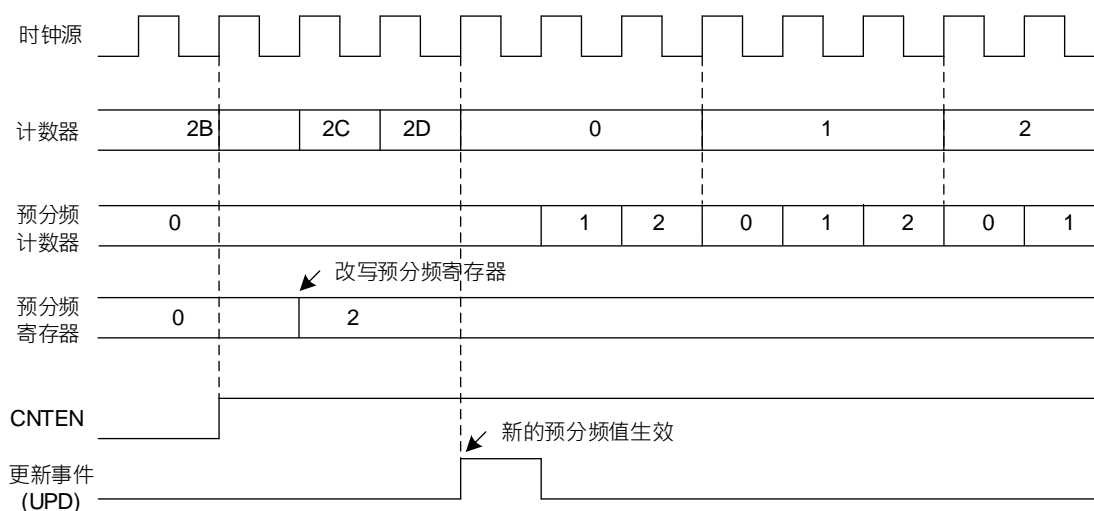 时钟源
计数器
2B
2C
2D
0
1
2
预分频
计数器
0
1
2
0
1
2
0
1
改写预分频寄存器
预分频
寄存器
0
2
CNTEN
新的预分频值生效
更新事件
(UPD)